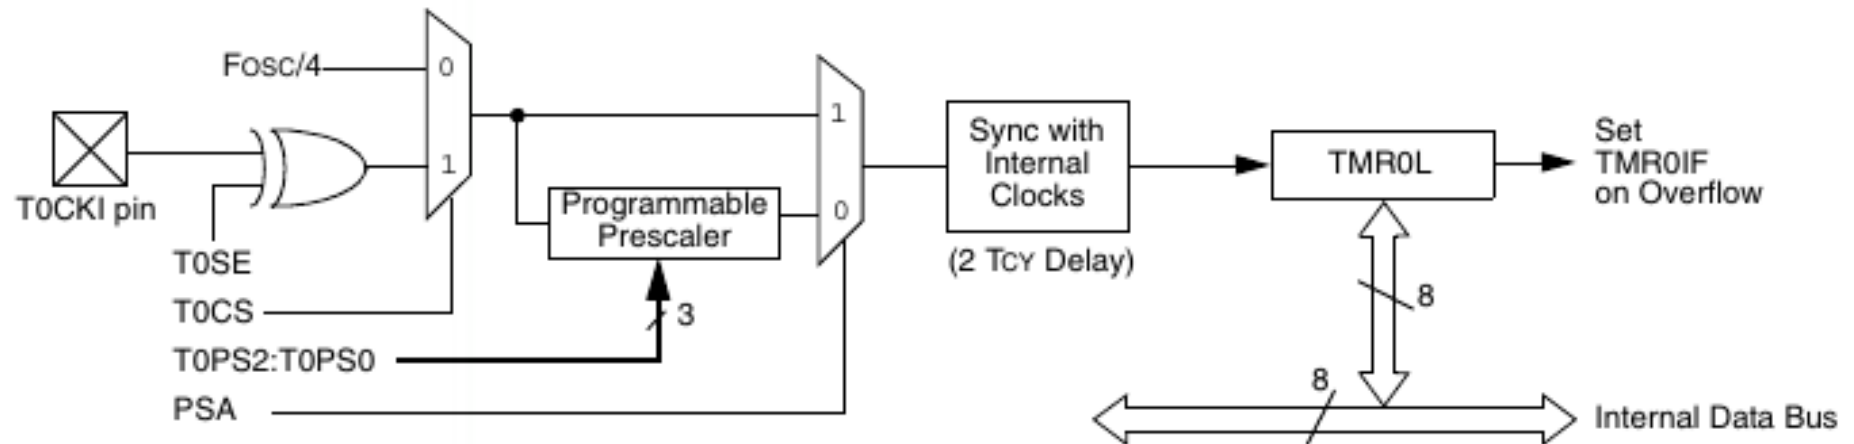 FOSC/4
0
1
T0CKI pin
T0SE
T0CS
T0PS2:T0PS0
PSA
Programmable
Prescaler
3
1
0
Sync with
Internal
Clocks
(2 TCY Delay)
TMR0L
Set
TMR0IF
on Overflow
8
8
Internal Data Bus